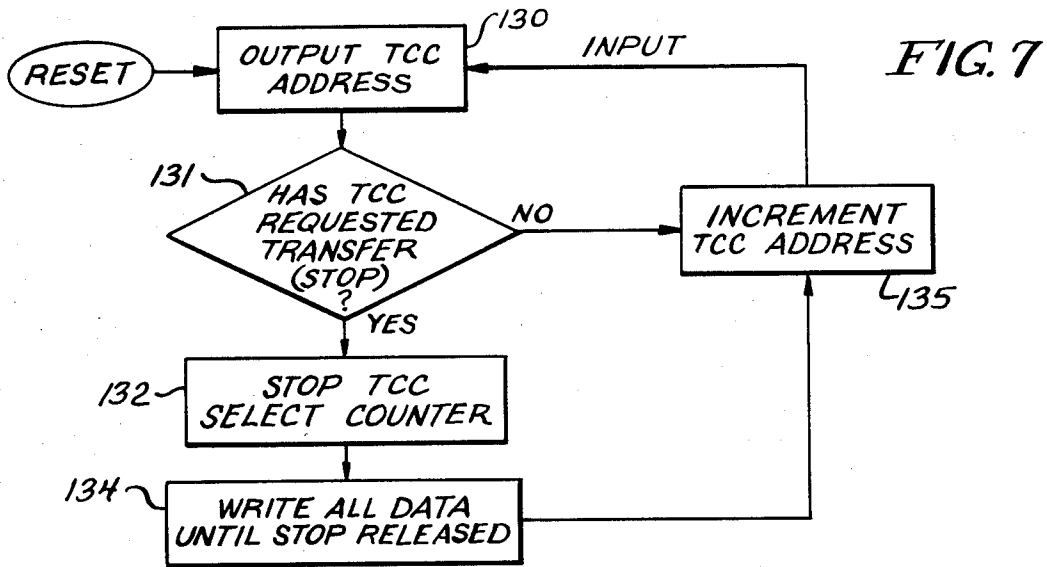 RESET
OUTPUT TCC
ADDRESS
130
INPUT
FIG. 7
131
HAS TCC
REQUESTED
TRANSFER
(STOP)
?
NO
YES
INCREMENT
TCC ADDRESS
135
132
STOP TCC
SELECT COUNTER
134
WRITE ALL DATA
UNTIL STOP RELEASED